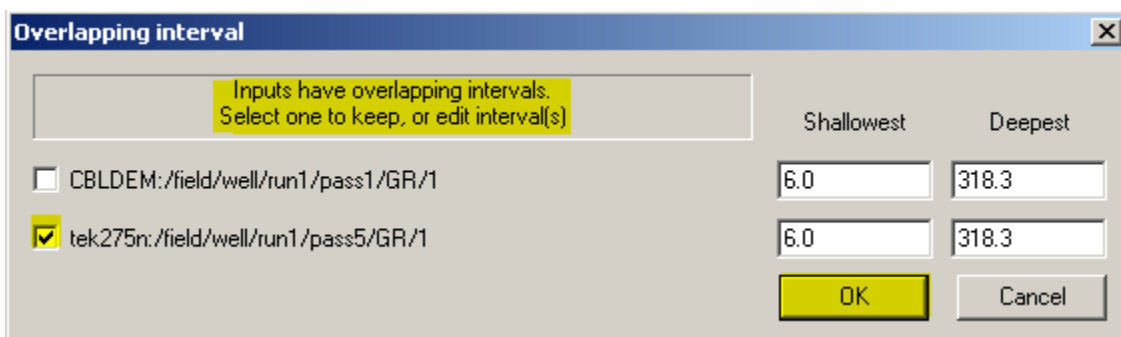 Overlapping interval
Inputs have overlapping intervals.
Select one to keep, or edit interval(s)
Shallowest Deepest
CBLDEM:/field/well/run1/pass1/GR/1 6.0 318.3
tek275n:/field/well/run1/pass5/GR/1 6.0 318.3
OK Cancel